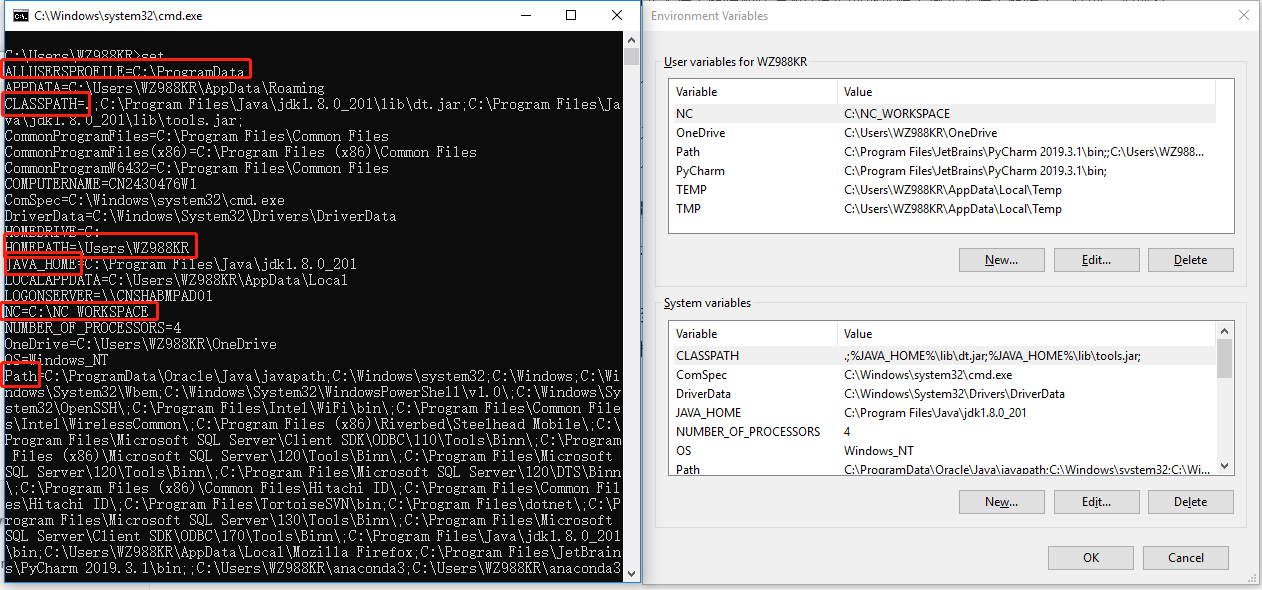 C:\Windows\system32\cmd.exe
C:\Users\WZ988KR>set
ALLUSERSPROFILE=C:\ProgramData
APPDATA=C:\Users\WZ988KR\AppData\Roaming
CLASSPATH=.;C:\Program Files\Java\jdk1.8.0_201\lib\dt.jar;C:\Program Files\Ja
va\jdk1.8.0_201\lib\tools.jar;
CommonProgramFiles=C:\Program Files\Common Files
CommonProgramFiles(x86)=C:\Program Files (x86)\Common Files
CommonProgramW6432=C:\Program Files\Common Files
COMPUTERNAME=CN2430476W1
ComSpec=C:\Windows\system32\cmd.exe
DriverData=C:\Windows\System32\Drivers\DriverData
HOMEDRIVE=C:
HOMEPATH=\Users\WZ988KR
JAVA_HOME=C:\Program Files\Java\jdk1.8.0_201
LOCALAPPDATA=C:\Users\WZ988KR\AppData\Local
LOGONSERVER=\\CNSHABMPAD01
NC=C:\NC_WORKSPACE
NUMBER_OF_PROCESSORS=4
OneDrive=C:\Users\WZ988KR\OneDrive
OS=Windows_NT
Path=C:\ProgramData\Oracle\Java\javapath;C:\Windows\system32;C:\Windows;C:\Wi
ndows\System32\Wbem;C:\Windows\System32\WindowsPowerShell\v1.0\;C:\Windows\Sy
stem32\OpenSSH\;C:\Program Files\Intel\WiFi\bin\;C:\Program Files\Common File
s\Intel\WirelessCommon\;C:\Program Files (x86)\Riverbed\Steelhead Mobile\;C:\
Program Files\Microsoft SQL Server\Client SDK\ODBC\110\Tools\Binn\;C:\Program
 Files (x86)\Microsoft SQL Server\120\Tools\Binn\;C:\Program Files\Microsoft
SQL Server\120\Tools\Binn\;C:\Program Files\Microsoft SQL Server\120\DTS\Binn
\;C:\Program Files (x86)\Common Files\Hitachi ID\;C:\Program Files\Common Fil
es\Hitachi ID\;C:\Program Files\TortoiseSVN\bin;C:\Program Files\dotnet\;C:\P
rogram Files\Microsoft SQL Server\130\Tools\Binn\;C:\Program Files\Microsoft
SQL Server\Client SDK\ODBC\170\Tools\Binn\;C:\Program Files\Java\jdk1.8.0_201
\bin;C:\Users\WZ988KR\AppData\Local\Mozilla Firefox;C:\Program Files\JetBrain
s\PyCharm 2019.3.1\bin;;C:\Users\WZ988KR\anaconda3;C:\Users\WZ988KR\anaconda3
Environment Variables
User variables for WZ988KR
Variable Value
NC C:\NC_WORKSPACE
OneDrive C:\Users\WZ988KR\OneDrive
Path C:\Program Files\JetBrains\PyCharm 2019.3.1\bin;;C:\Users\WZ988...
PyCharm C:\Program Files\JetBrains\PyCharm 2019.3.1\bin;
TEMP C:\Users\WZ988KR\AppData\Local\Temp
TMP C:\Users\WZ988KR\AppData\Local\Temp
New... Edit... Delete
System variables
Variable Value
CLASSPATH .;%JAVA_HOME%\lib\dt.jar;%JAVA_HOME%\lib\tools.jar;
ComSpec C:\Windows\system32\cmd.exe
DriverData C:\Windows\System32\Drivers\DriverData
JAVA_HOME C:\Program Files\Java\jdk1.8.0_201
NUMBER_OF_PROCESSORS 4
OS Windows_NT
Path C:\ProgramData\Oracle\Java\javapath;C:\Windows\system32;C:\Wi...
New... Edit... Delete
OK Cancel